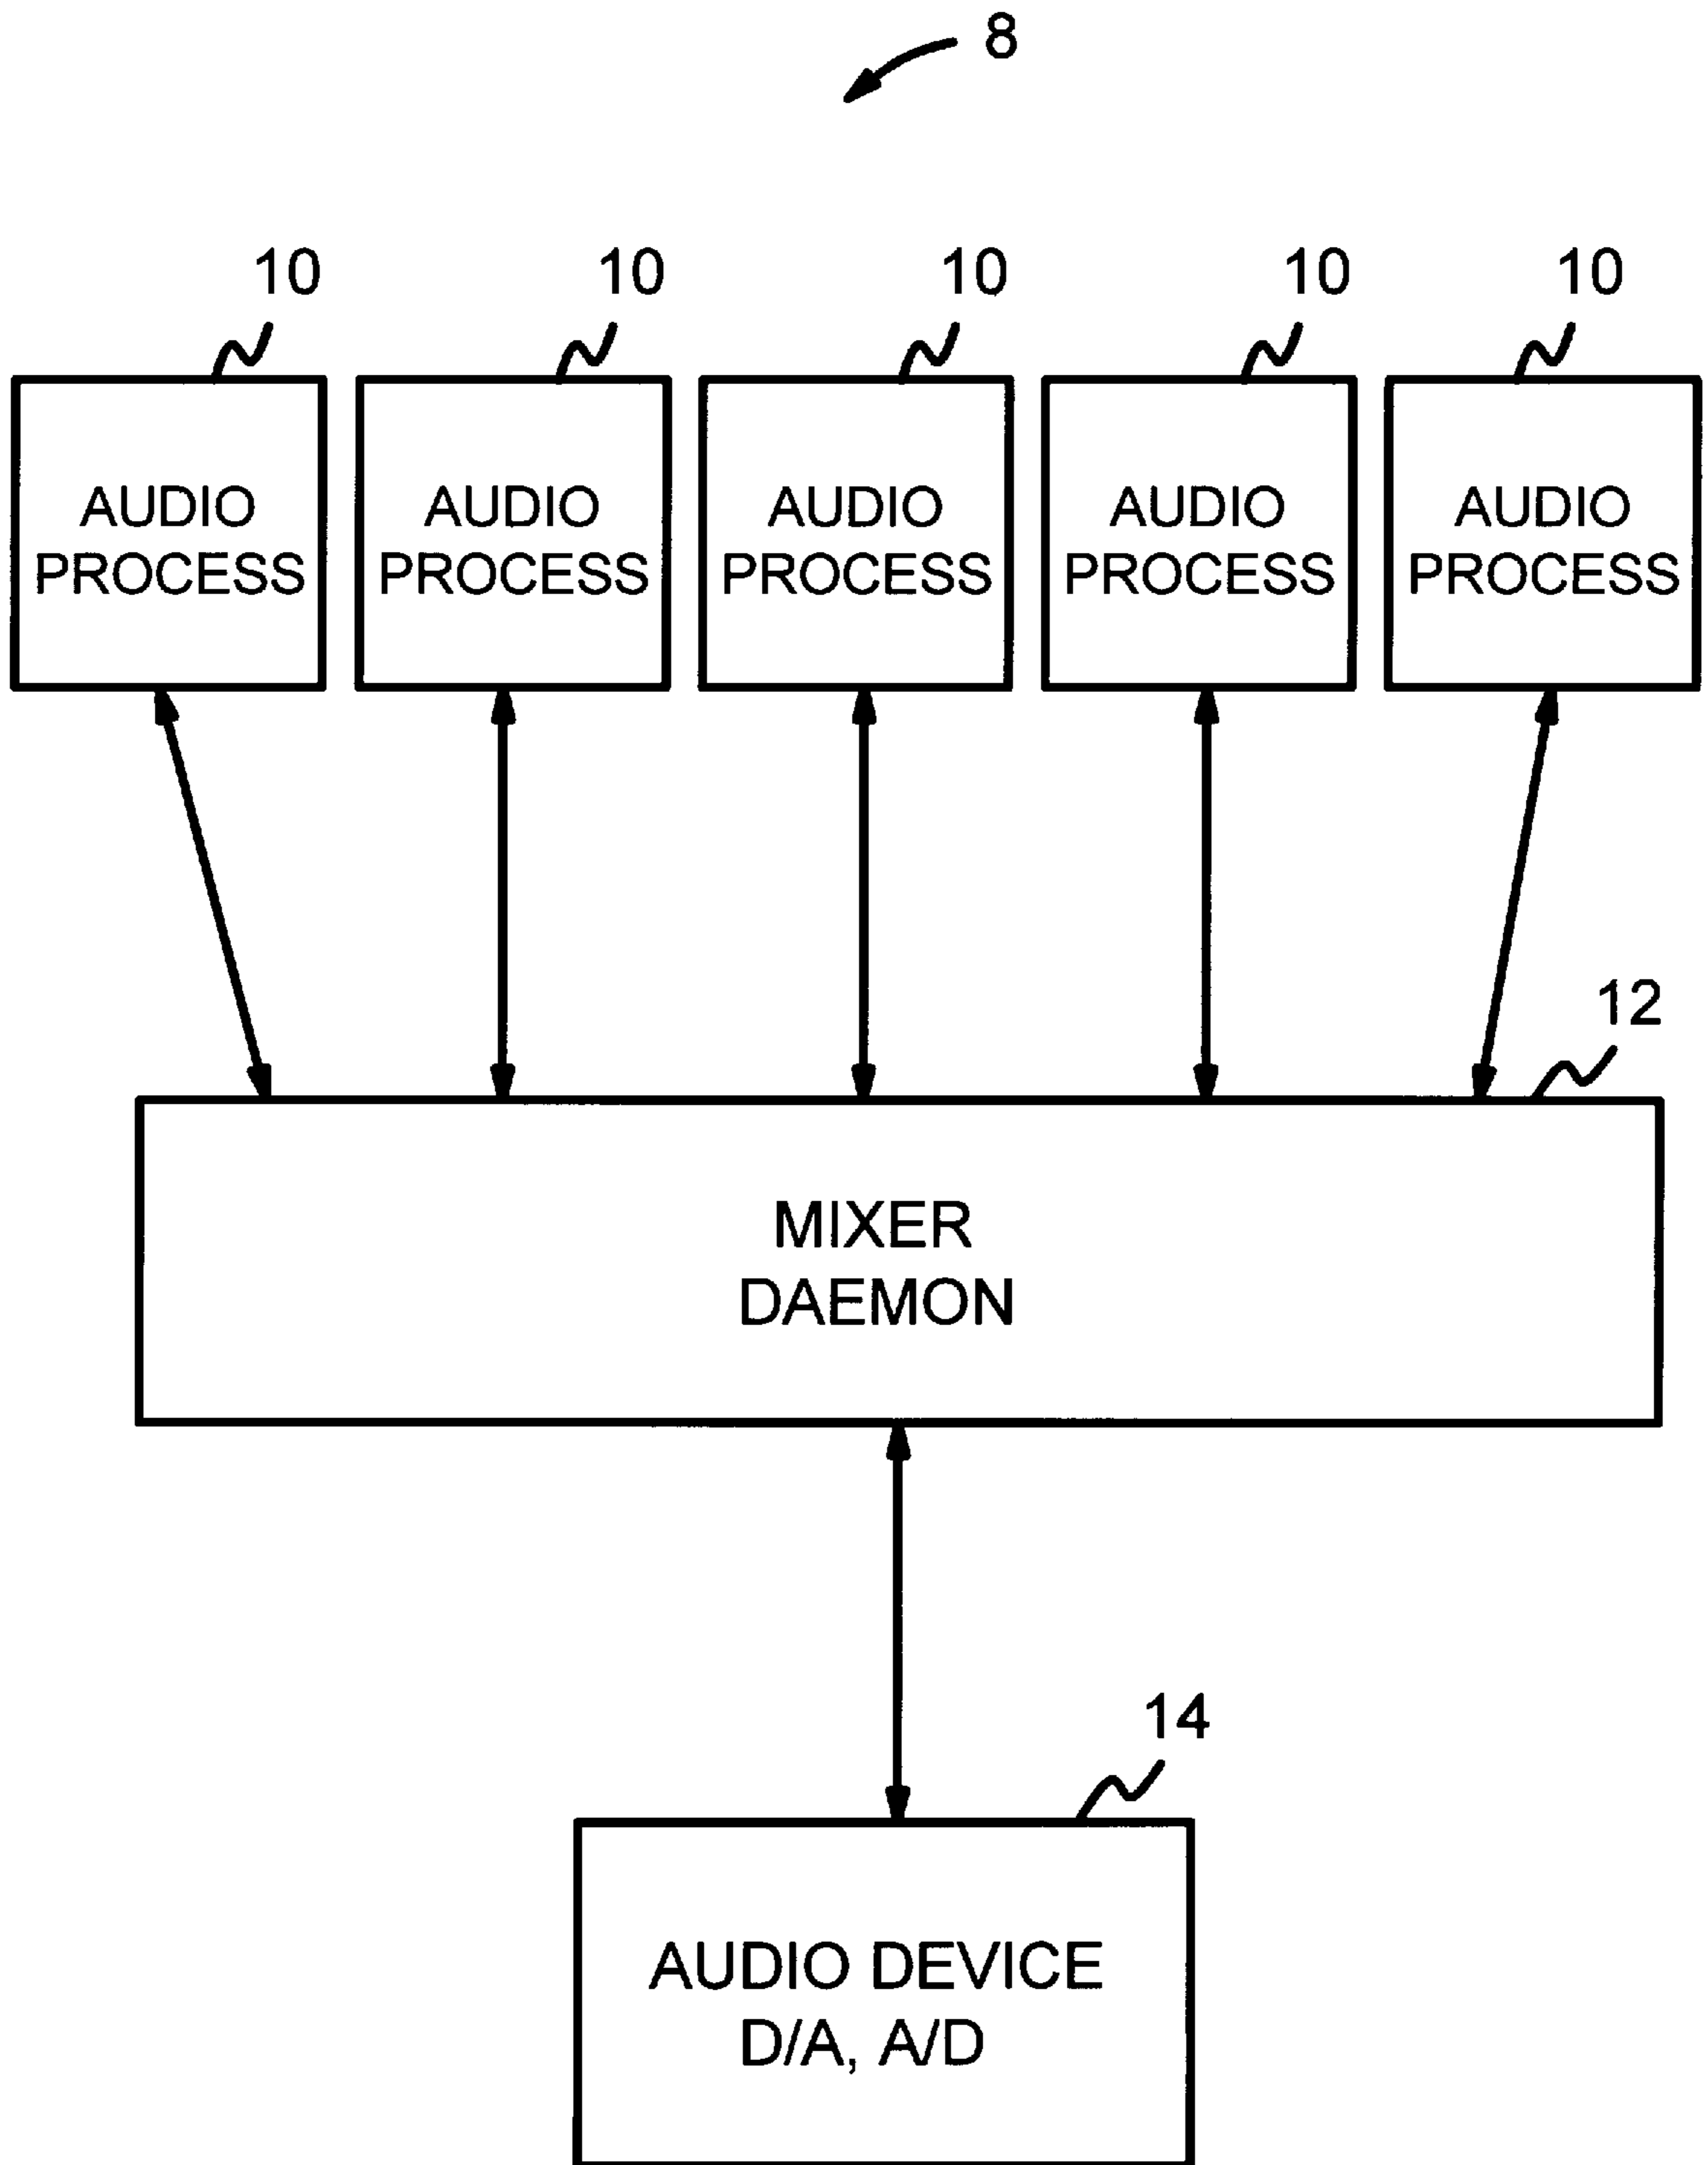 8
10 10 10 10 10
AUDIO AUDIO AUDIO AUDIO AUDIO
PROCESS PROCESS PROCESS PROCESS PROCESS
12
MIXER
DAEMON
14
AUDIO DEVICE
D/A, A/D